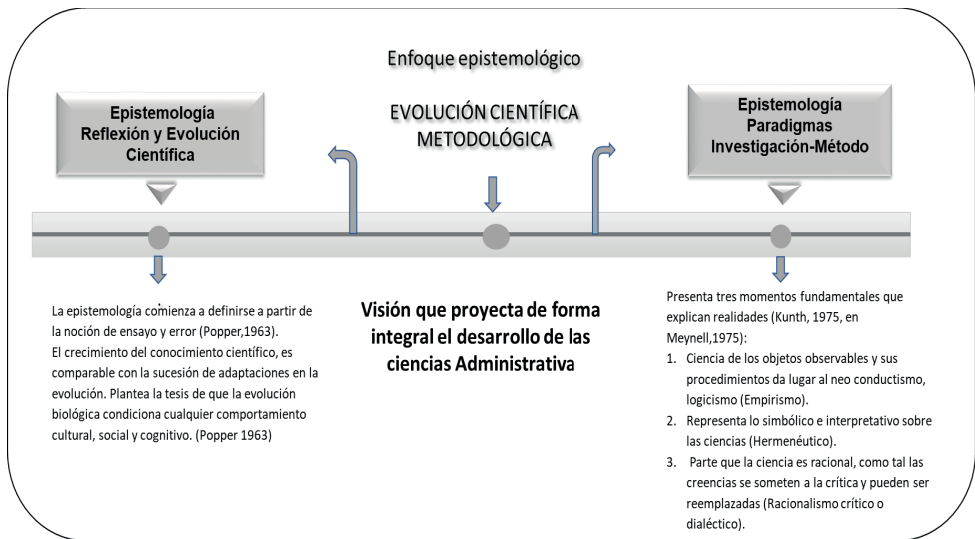 Enfoque epistemológico
EVOLUCIÓN CIENTÍFICA
METODOLÓGICA
Epistemología
Reflexión y Evolución
Científica
Epistemología
Paradigmas
Investigación-Método
La epistemología comienza a definirse a partir de
la noción de ensayo y error (Popper,1963).
El crecimiento del conocimiento científico, es
comparable con la sucesión de adaptaciones en la
evolución. Plantea la tesis de que la evolución
biológica condiciona cualquier comportamiento
cultural, social y cognitivo. (Popper 1963)
Visión que proyecta de forma
integral el desarrollo de las
ciencias Administrativa
Presenta tres momentos fundamentales que
explican realidades (Kunth, 1975, en
Meynell,1975):
1. Ciencia de los objetos observables y sus
procedimientos da lugar al neo conductismo,
logicismo (Empirismo).
2. Representa lo simbólico e interpretativo sobre
las ciencias (Hermenéutico).
3. Parte que la ciencia es racional, como tal las
creencias se someten a la crítica y pueden ser
reemplazadas (Racionalismo crítico o
dialéctico).